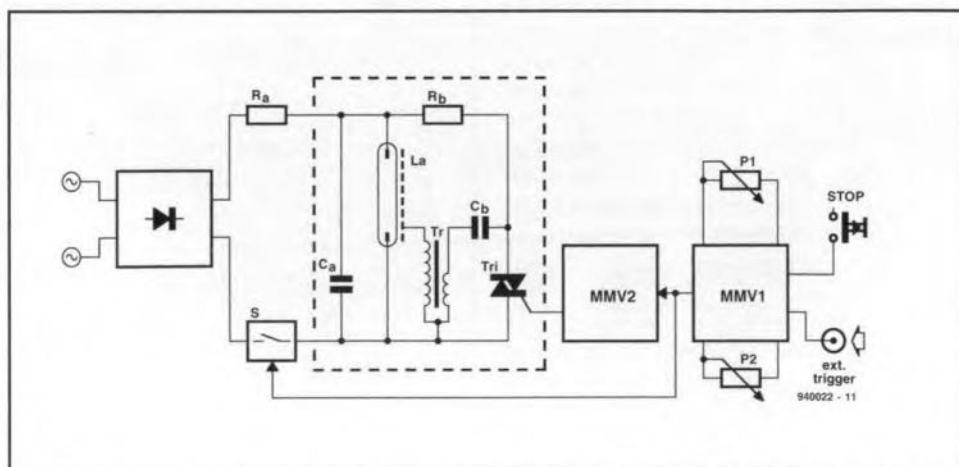 Ra
Rb
La
Cb
Tr
Ca
Tri
S
MMV2
MMV1
P1
STOP
P2
ext.
trigger
940022 - 11